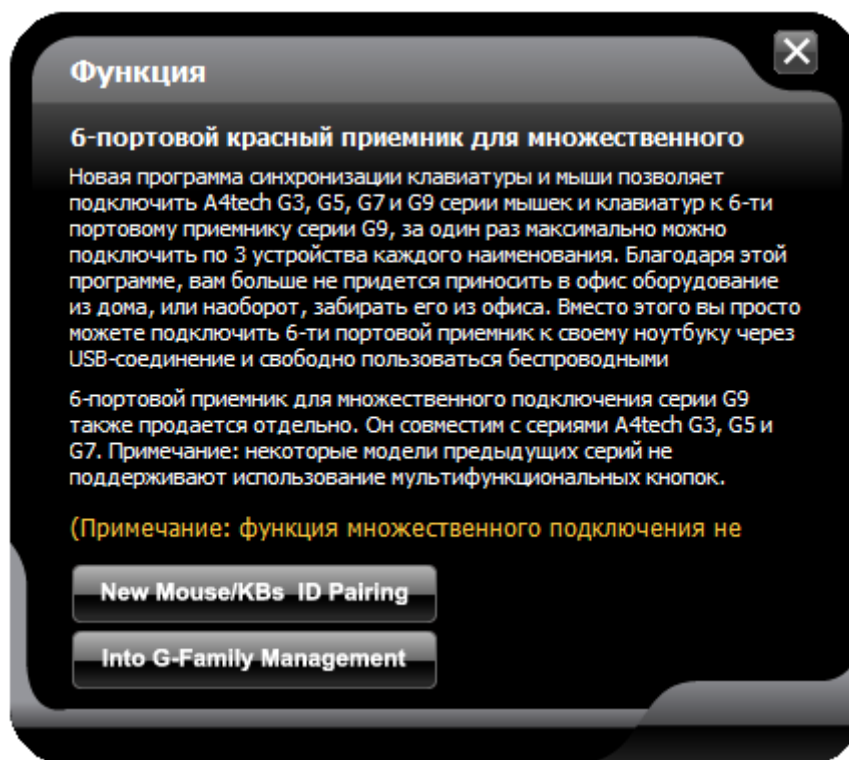 Функция
6-портовой красный приемник для множественного
Новая программа синхронизации клавиатуры и мыши позволяет
подключить A4tech G3, G5, G7 и G9 серии мышек и клавиатур к 6-ти
портовому приемнику серии G9, за один раз максимально можно
подключить по 3 устройства каждого наименования. Благодаря этой
программе, вам больше не придется приносить в офис оборудование
из дома, или наоборот, забирать его из офиса. Вместо этого вы просто
можете подключить 6-ти портовой приемник к своему ноутбуку через
USB-соединение и свободно пользоваться беспроводными
6-портовой приемник для множественного подключения серии G9
также продается отдельно. Он совместим с сериями A4tech G3, G5 и
G7. Примечание: некоторые модели предыдущих серий не
поддерживают использование мультифункциональных кнопок.
(Примечание: функция множественного подключения не
New Mouse/KBs ID Pairing
Into G-Family Management